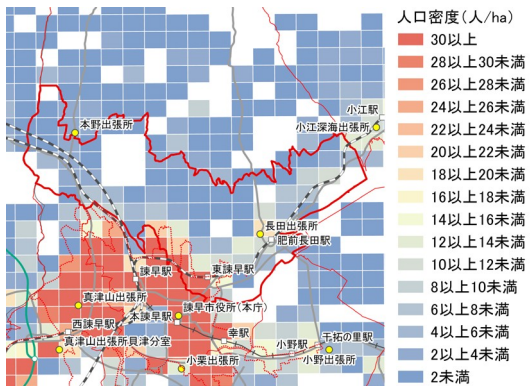 人口密度(人/ha)
30以上
28以上30未満
26以上28未満
24以上26未満
22以上24未満
20以上22未満
18以上20未満
16以上18未満
14以上16未満
12以上14未満
10以上12未満
8以上10未満
6以上8未満
4以上6未満
2以上4未満
2未満
小江駅
小江深海出張所
本野出張所
長田出張所
肥前長田駅
東諫早駅
諫早駅
真津山出張所
諫早市役所(本庁)
本諫早駅
西諫早駅
幸駅
干拓の里駅
小野駅
小野出張所
真津山出張所貝津分室
小栗出張所